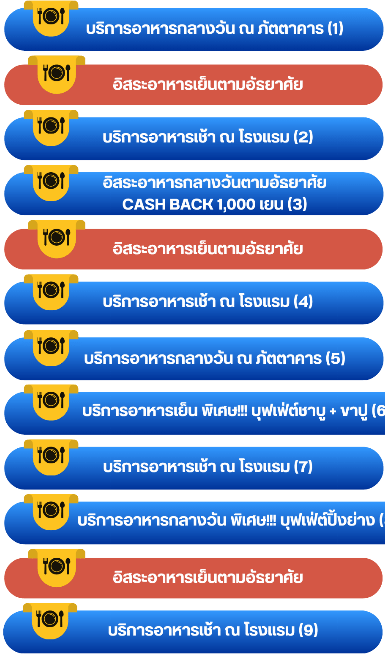 บริการอาหารกลางวัน ณ ภัตตาคาร (1)
อิสระอาหารเย็นตามอัธยาศัย
บริการอาหารเช้า ณ โรงแรม (2)
อิสระอาหารกลางวันตามอัธยาศัย
CASH BACK 1,000 เยน (3)
อิสระอาหารเย็นตามอัธยาศัย
บริการอาหารเช้า ณ โรงแรม (4)
บริการอาหารกลางวัน ณ ภัตตาคาร (5)
บริการอาหารเย็น พิเศษ!!! บุฟเฟ่ต์ชาบู + ขาปู (6
บริการอาหารเช้า ณ โรงแรม (7)
บริการอาหารกลางวัน พิเศษ!!! บุฟเฟ่ต์ปิ้งย่าง (
อิสระอาหารเย็นตามอัธยาศัย
บริการอาหารเช้า ณ โรงแรม (9)